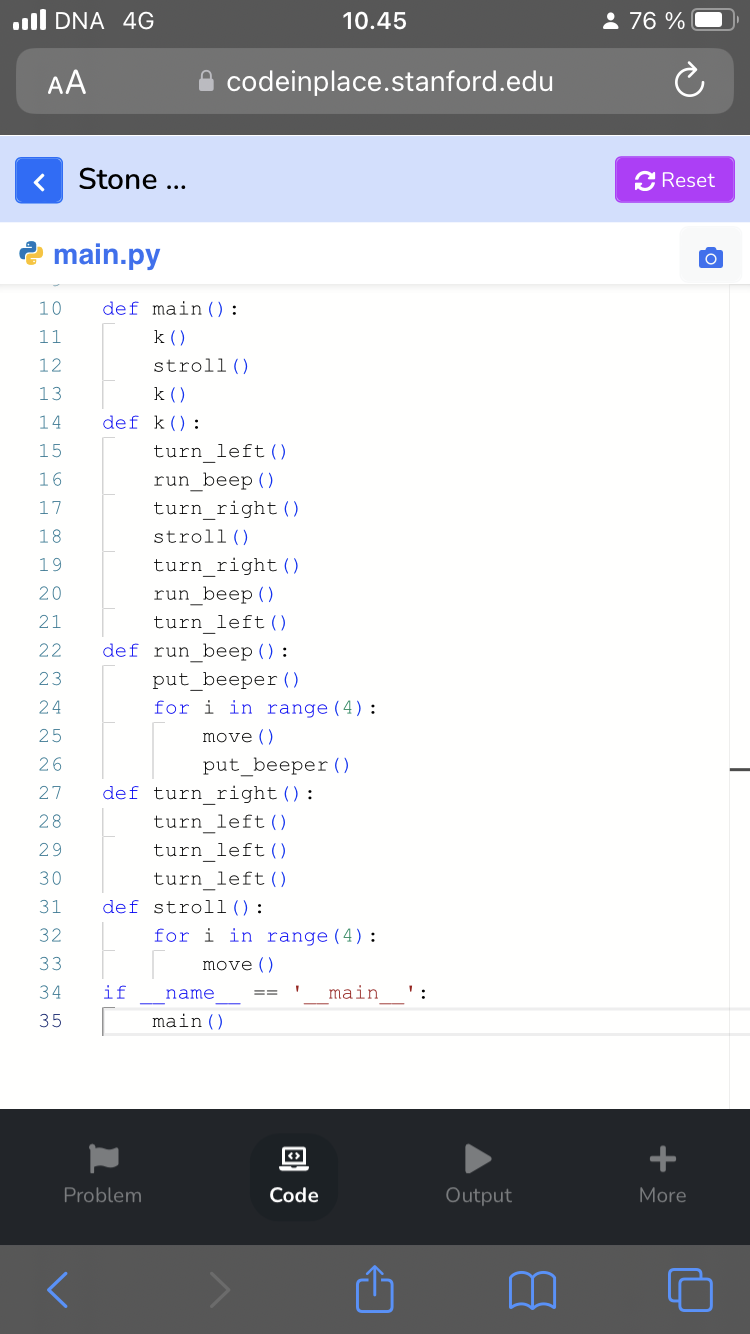 DNA 4G 10.45 76 %
AA codeinplace.stanford.edu
Stone ... Reset
main.py
10 def main():
11     k()
12     stroll()
13     k()
14 def k():
15     turn_left()
16     run_beep()
17     turn_right()
18     stroll()
19     turn_right()
20     run_beep()
21     turn_left()
22 def run_beep():
23     put_beeper()
24     for i in range(4):
25         move()
26         put_beeper()
27 def turn_right():
28     turn_left()
29     turn_left()
30     turn_left()
31 def stroll():
32     for i in range(4):
33         move()
34 if __name__ == '__main__':
35     main()
Problem Code Output More